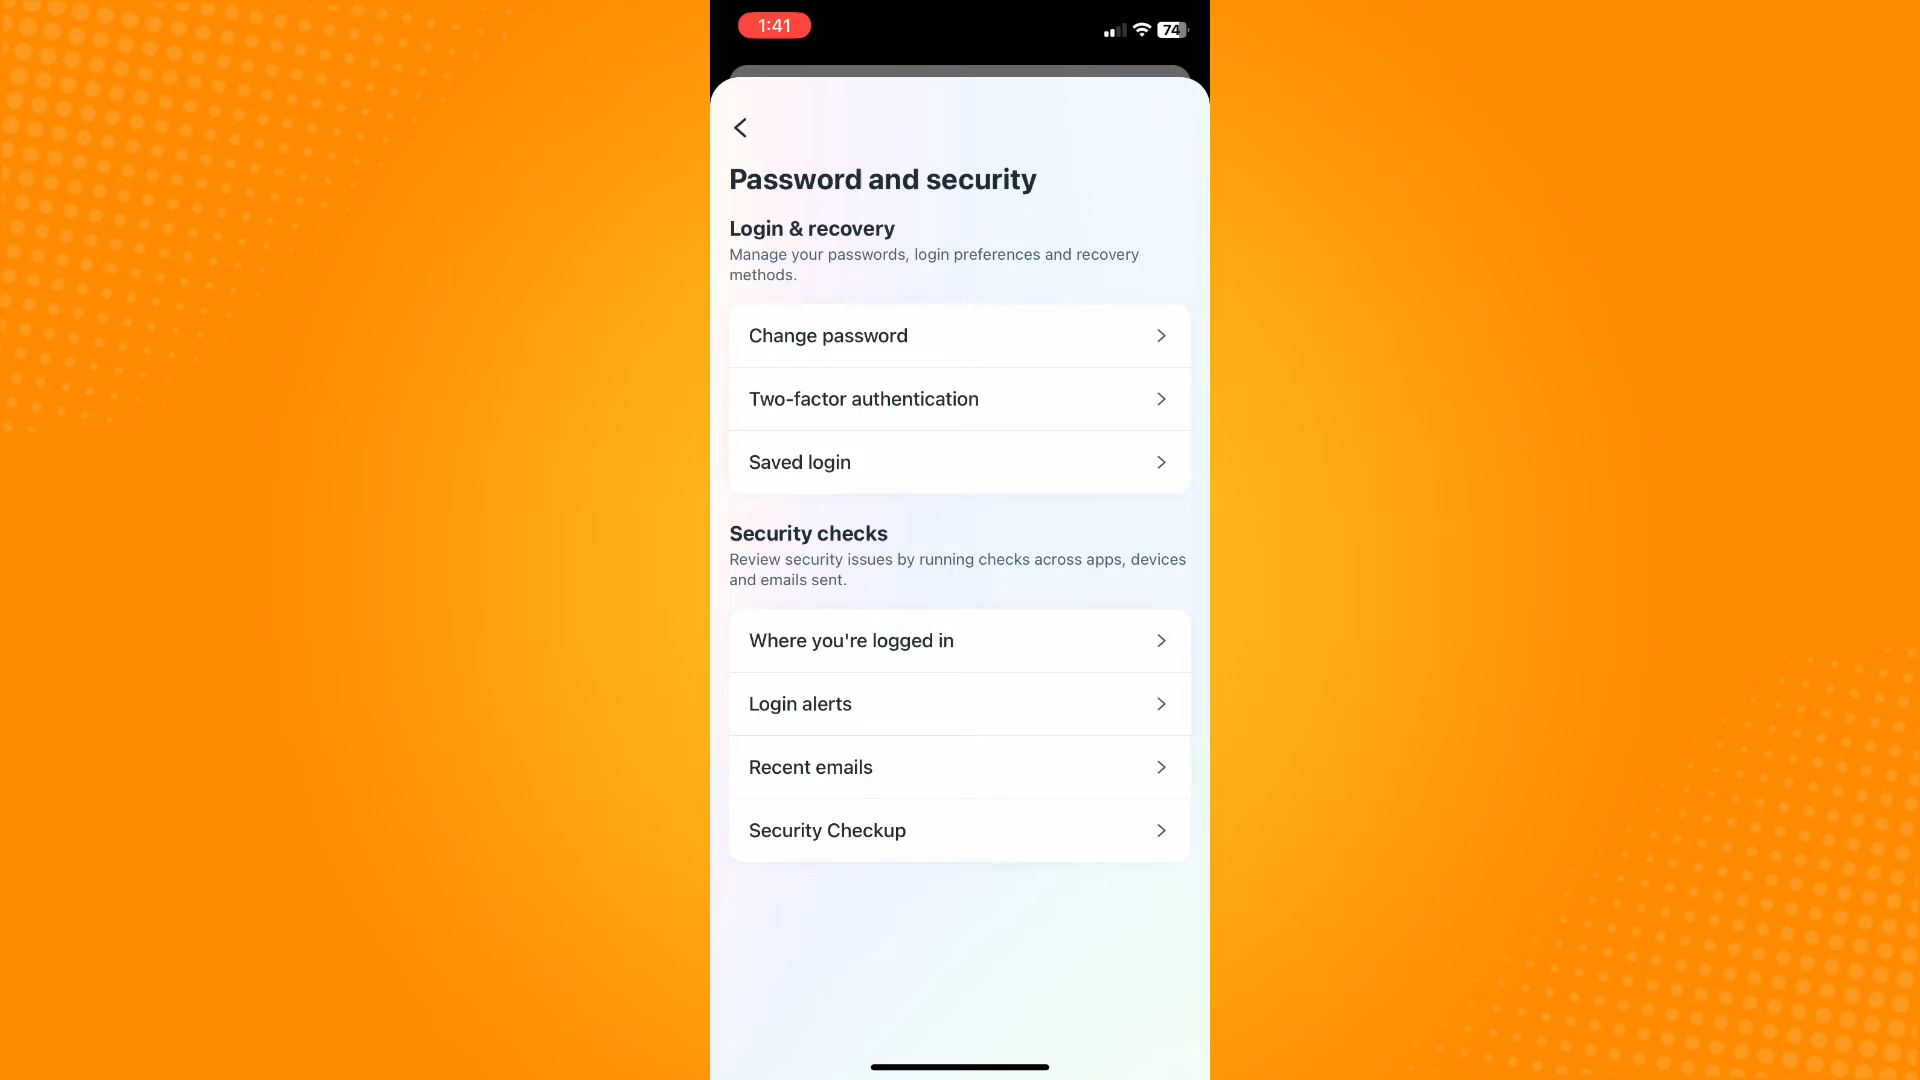 1:41
74
Password and security
Login & recovery
Manage your passwords, login preferences and recovery
methods.
Change password
Two-factor authentication
Saved login
Security checks
Review security issues by running checks across apps, devices
and emails sent.
Where you're logged in
Login alerts
Recent emails
Security Checkup